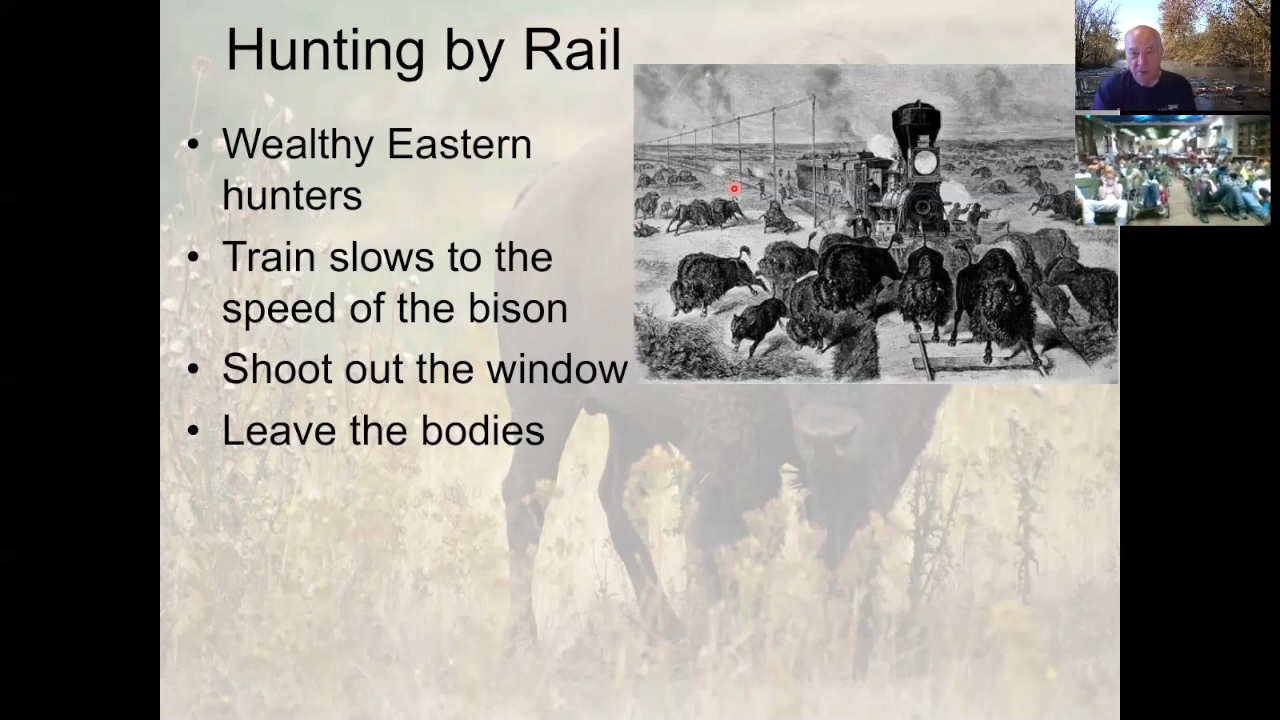 Hunting by Rail
• Wealthy Eastern
hunters
• Train slows to the
speed of the bison
• Shoot out the window
• Leave the bodies